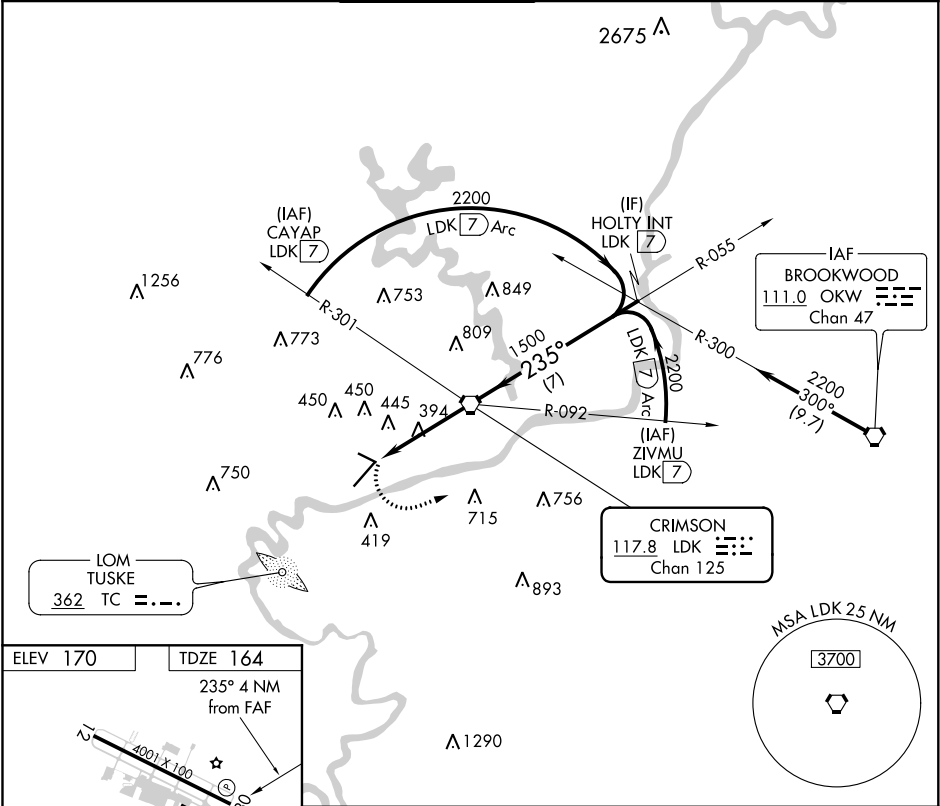 2675
2200
LDK 7 Arc
(IAF)
CAYAP
LDK 7
(IF)
HOLTY INT
LDK 7
R-055
IAF
BROOKWOOD
111.0 OKW
Chan 47
1256
R-301
753
849
773
809
1500
235°
(7)
776
LDK 7 Arc
2200
R-300
2200
300°
(9.7)
450
450
445
394
R-092
(IAF)
ZIVMU
LDK 7
750
715
756
419
CRIMSON
117.8 LDK
Chan 125
LOM
TUSKE
362 TC
893
MSA LDK 25 NM
3700
ELEV 170
TDZE 164
235° 4 NM
from FAF
12
4001 X 100
P
1290